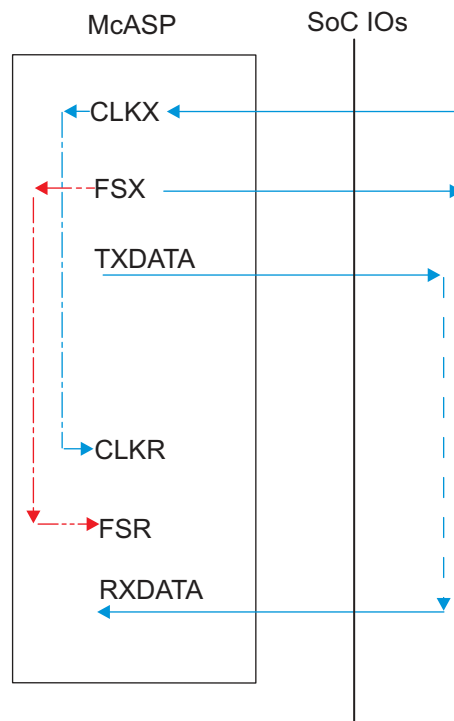 McASP
SoC IOs
CLKX
FSX
TXDATA
CLKR
FSR
RXDATA